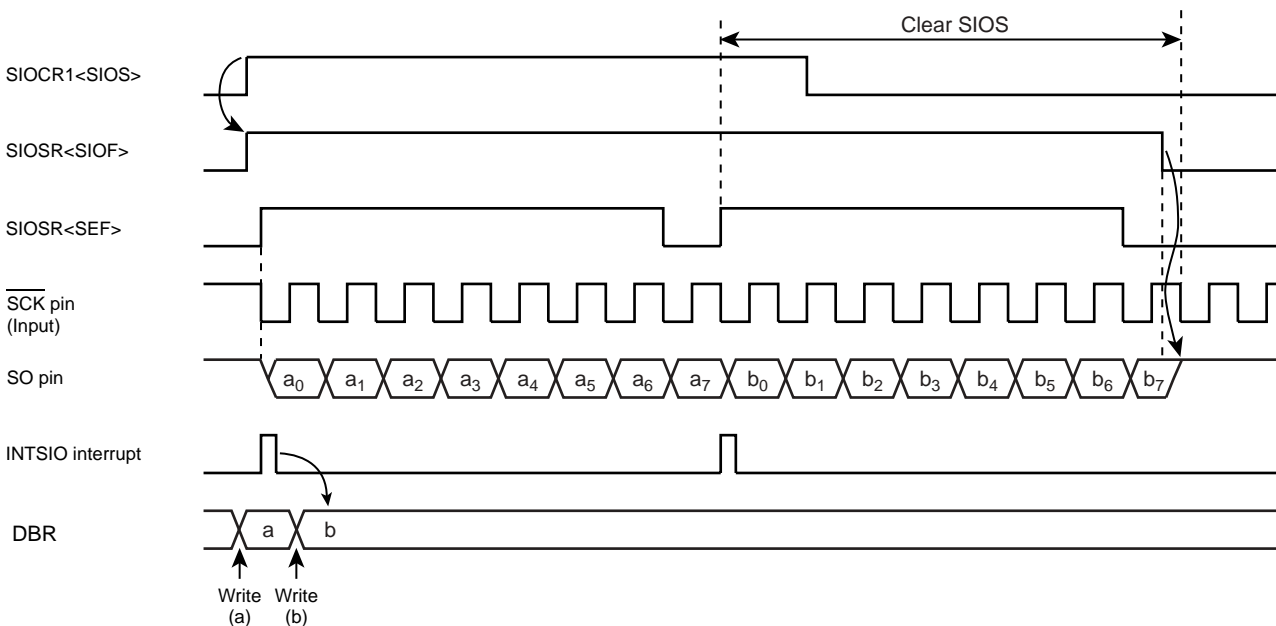 Clear SIOS
SIOCR1<SIOS>
SIOSR<SIOF>
SIOSR<SEF>
SCK pin
(Input)
SO pin
a0 a1 a2 a3 a4 a5 a6 a7 b0 b1 b2 b3 b4 b5 b6 b7
INTSIO interrupt
DBR
a b
Write Write
(a) (b)